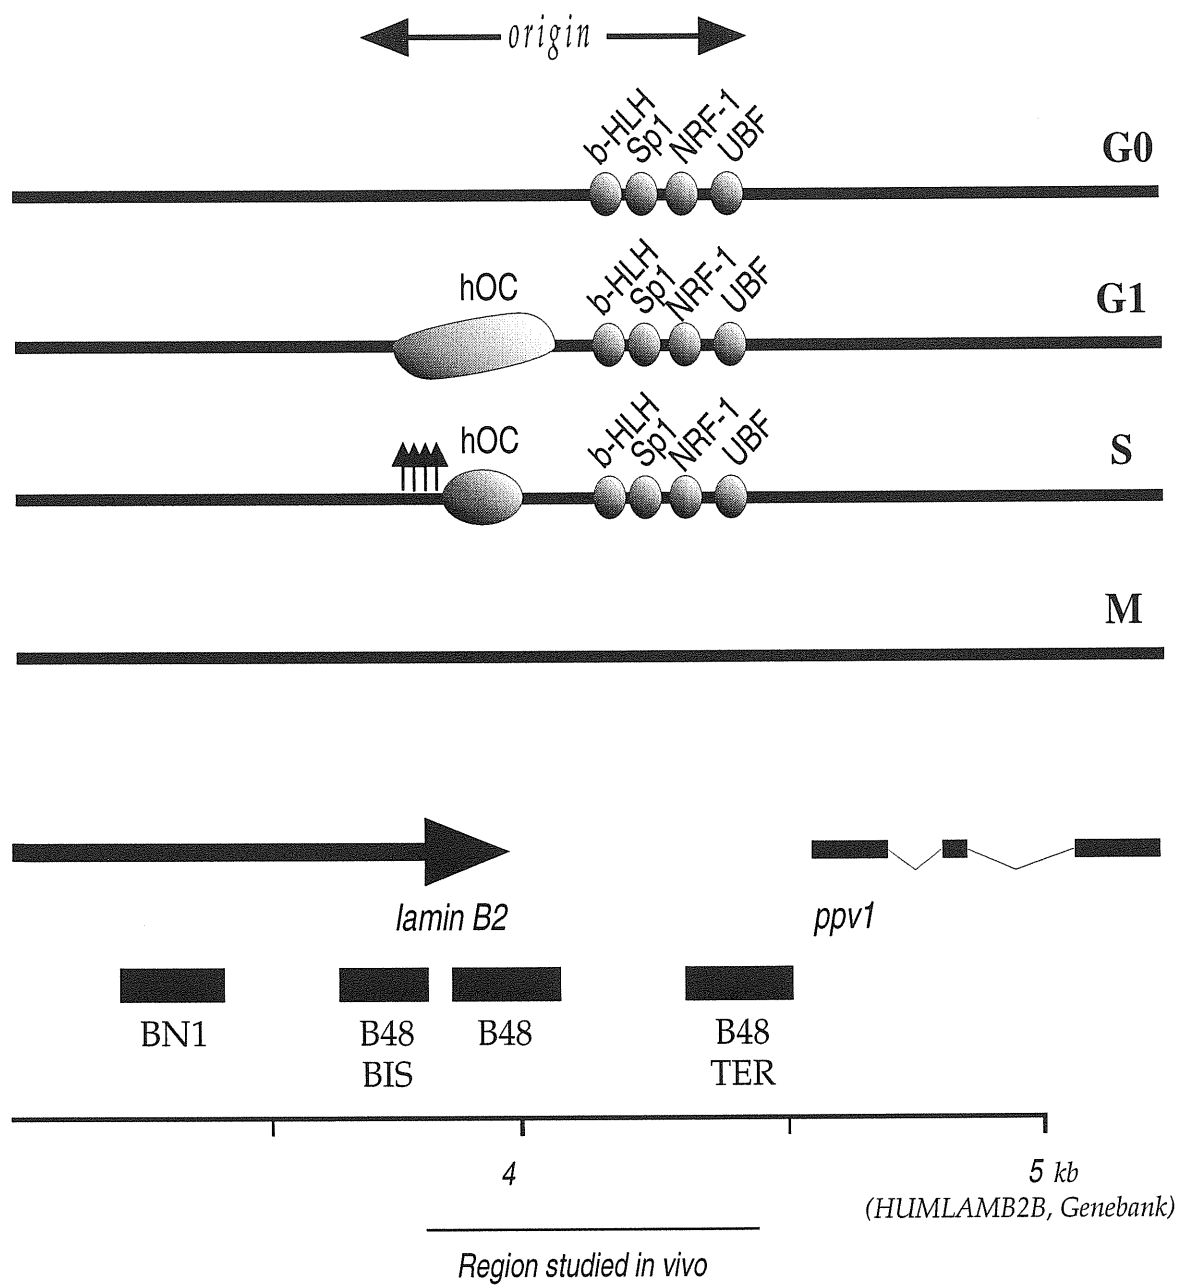 origin
b-HLH Sp1 NRF-1 UBF
G0
hOC
b-HLH Sp1 NRF-1 UBF
G1
hOC
b-HLH Sp1 NRF-1 UBF
S
M
lamin B2
ppv1
BN1
B48
BIS
B48
B48
TER
4
5 kb
(HUMLAMB2B, Genebank)
Region studied in vivo